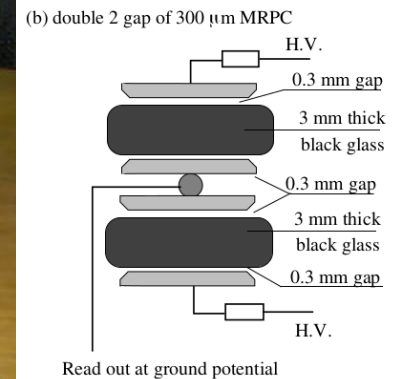 (b) double 2 gap of 300 µm MRPC
H.V.
0.3 mm gap
3 mm thick
black glass
0.3 mm gap
3 mm thick
black glass
0.3 mm gap
H.V.
Read out at ground potential